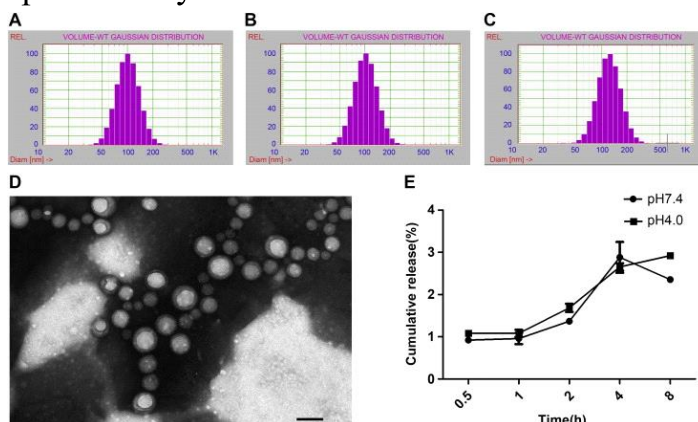 A
REL.
VOLUME-WT GAUSSIAN DISTRIBUTION
100
80
60
40
20
0
10 20 50 100 200 500 1K
Diam [nm] ->
B
REL.
VOLUME-WT GAUSSIAN DISTRIBUTION
100
80
60
40
20
0
10 20 50 100 200 500 1K
Diam [nm] ->
C
REL.
VOLUME-WT GAUSSIAN DISTRIBUTION
100
80
60
40
20
0
10 20 50 100 200 500 1K
Diam [nm] ->
D
E
pH7.4
pH4.0
Cumulative release(%)
4
3
2
1
0
0.5 1 2 4 8
Time(h)